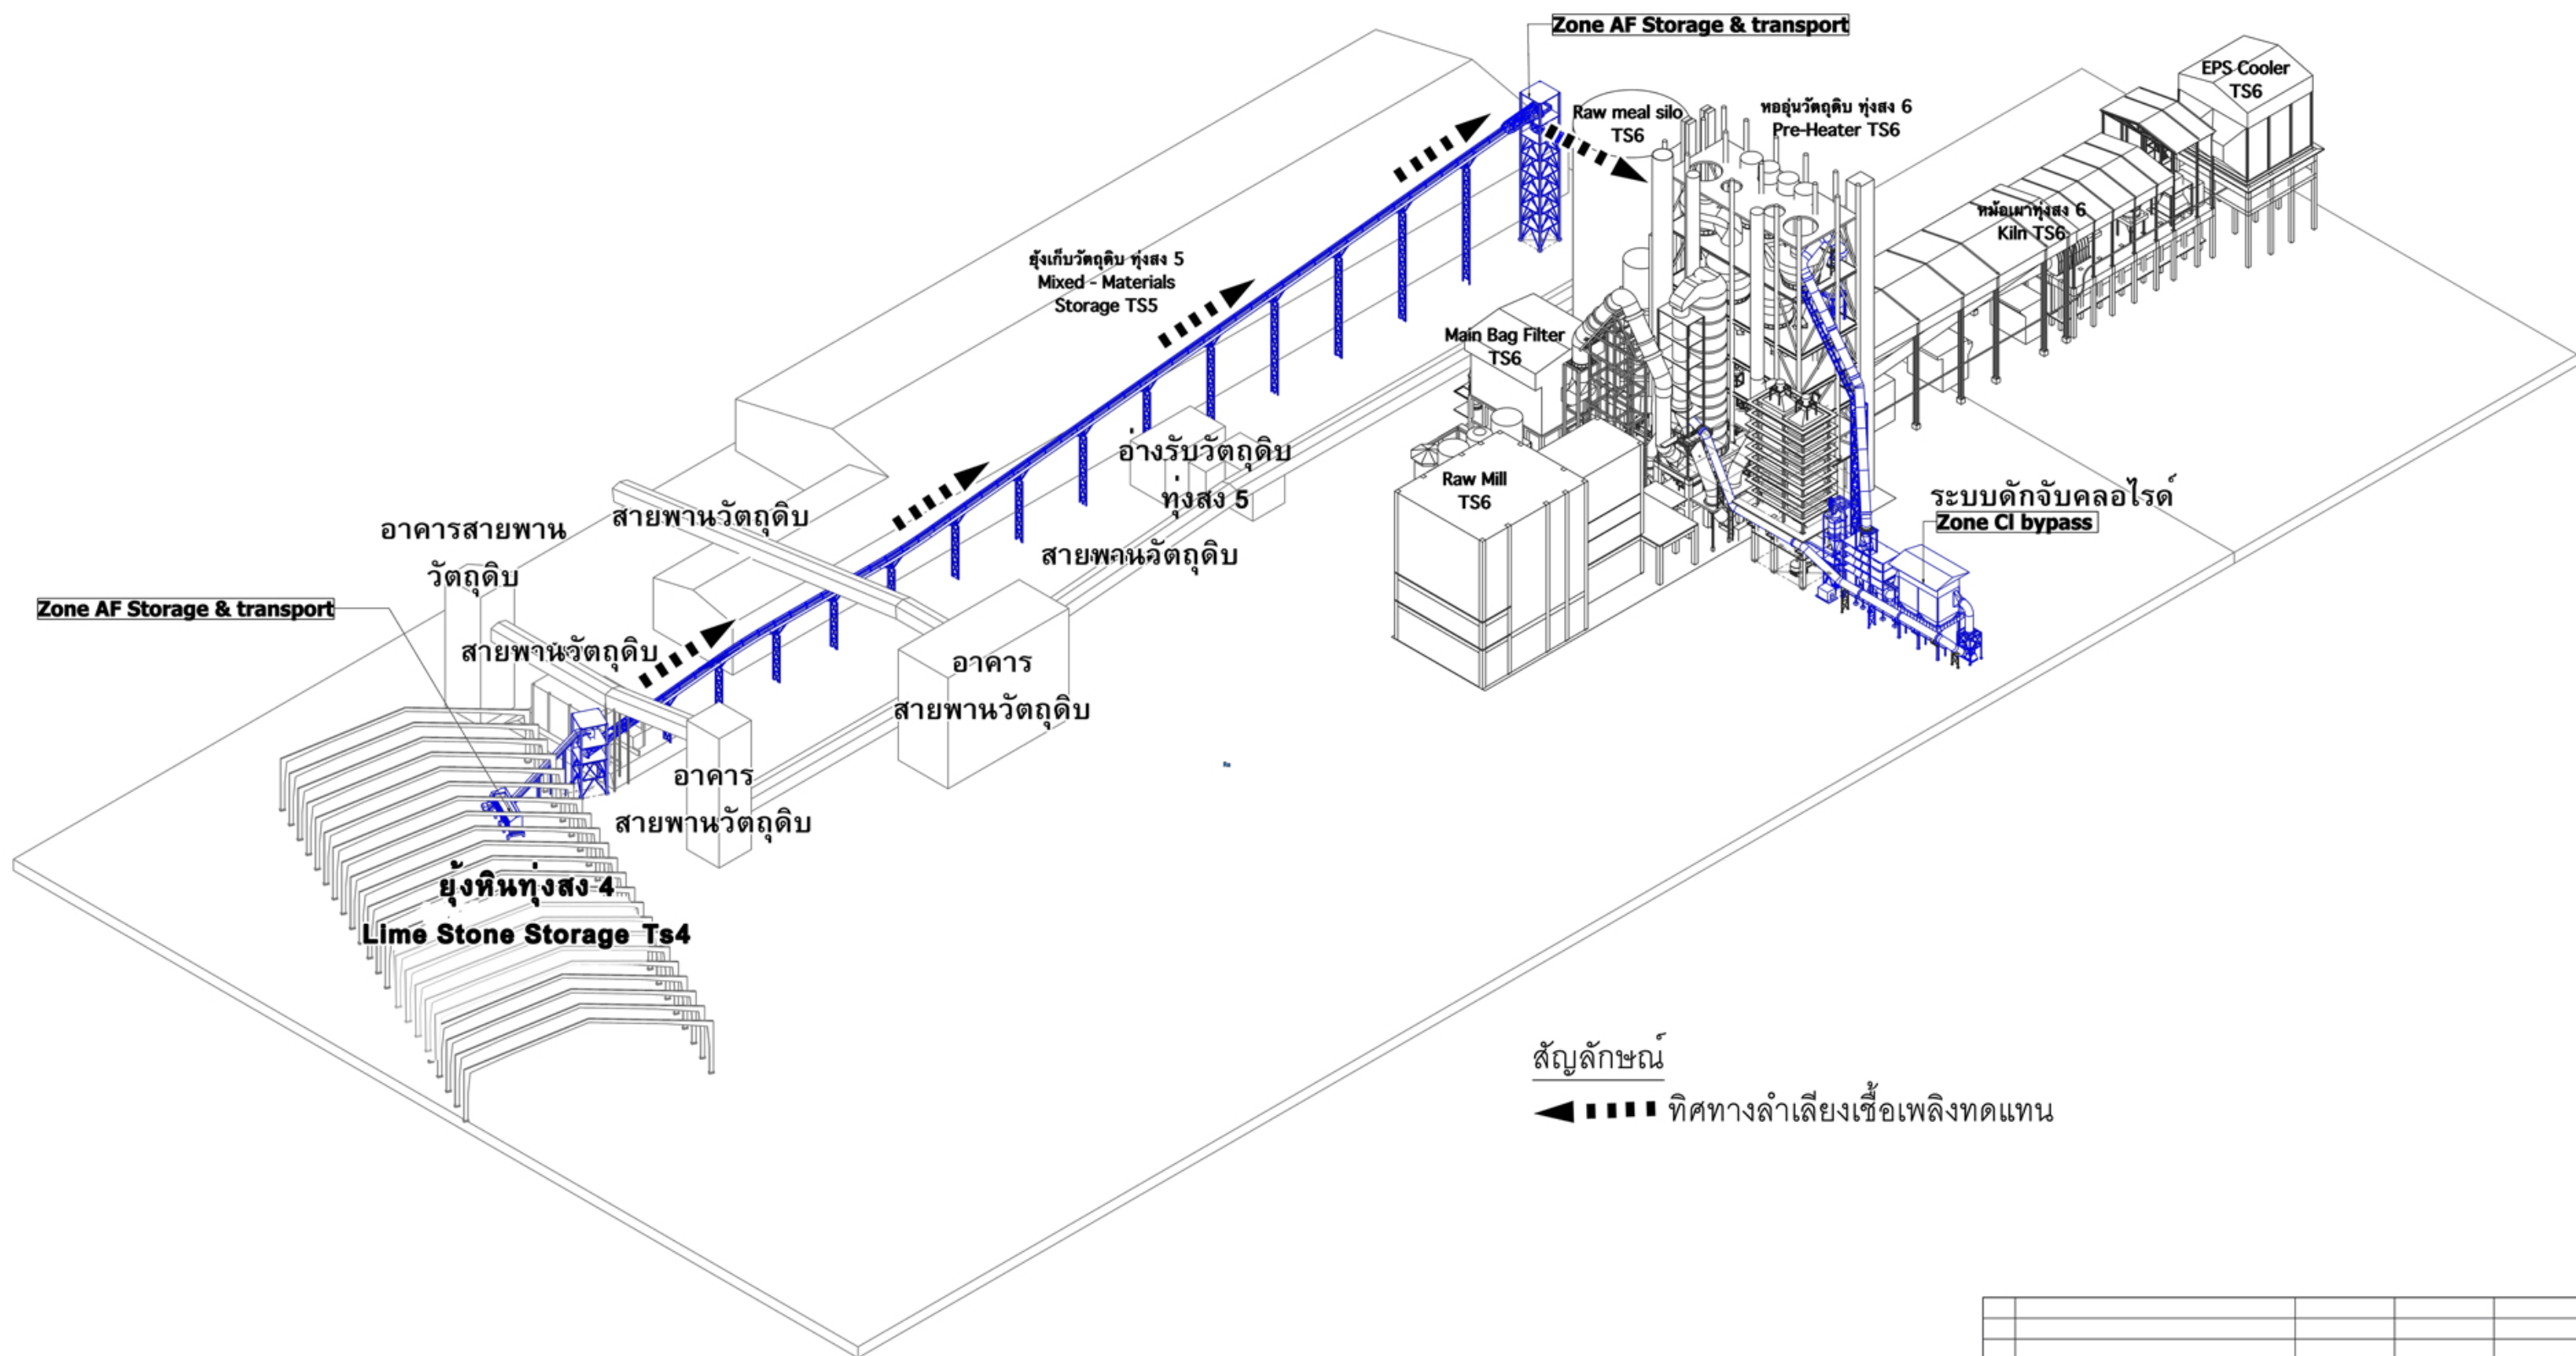 Zone AF Storage & transport
EPS Cooler
TS6
Raw meal silo
TS6
หออุ่นวัตถุดิบ ทุ่งสง 6
Pre-Heater TS6
หม้อเผาทุ่งสง 6
Kiln TS6
ยุ้งเก็บวัตถุดิบ ทุ่งสง 5
Mixed - Materials
Storage TS5
Main Bag Filter
TS6
อ่างรับวัตถุดิบ
ทุ่งสง 5
Raw Mill
TS6
ระบบดักจับคลอไรด์
Zone Cl bypass
สายพานวัตถุดิบ
อาคารสายพาน
วัตถุดิบ
สายพานวัตถุดิบ
Zone AF Storage & transport
สายพานวัตถุดิบ
อาคาร
สายพานวัตถุดิบ
อาคาร
สายพานวัตถุดิบ
ยุ้งหินทุ่งสง 4
Lime Stone Storage Ts4
สัญลักษณ์
ทิศทางลำเลียงเชื้อเพลิงทดแทน